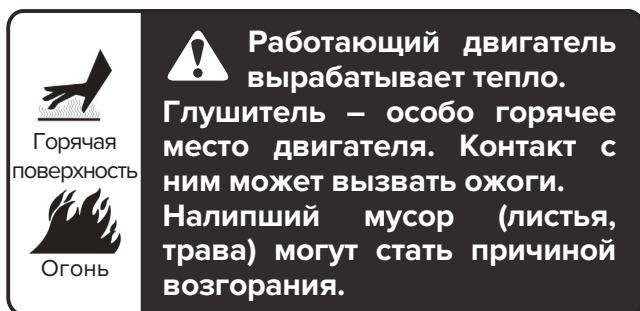 Горячая
поверхность
Огонь
Работающий двигатель
вырабатывает тепло.
Глушитель – особо горячее
место двигателя. Контакт с
ним может вызвать ожоги.
Налипший мусор (листья,
трава) могут стать причиной
возгорания.